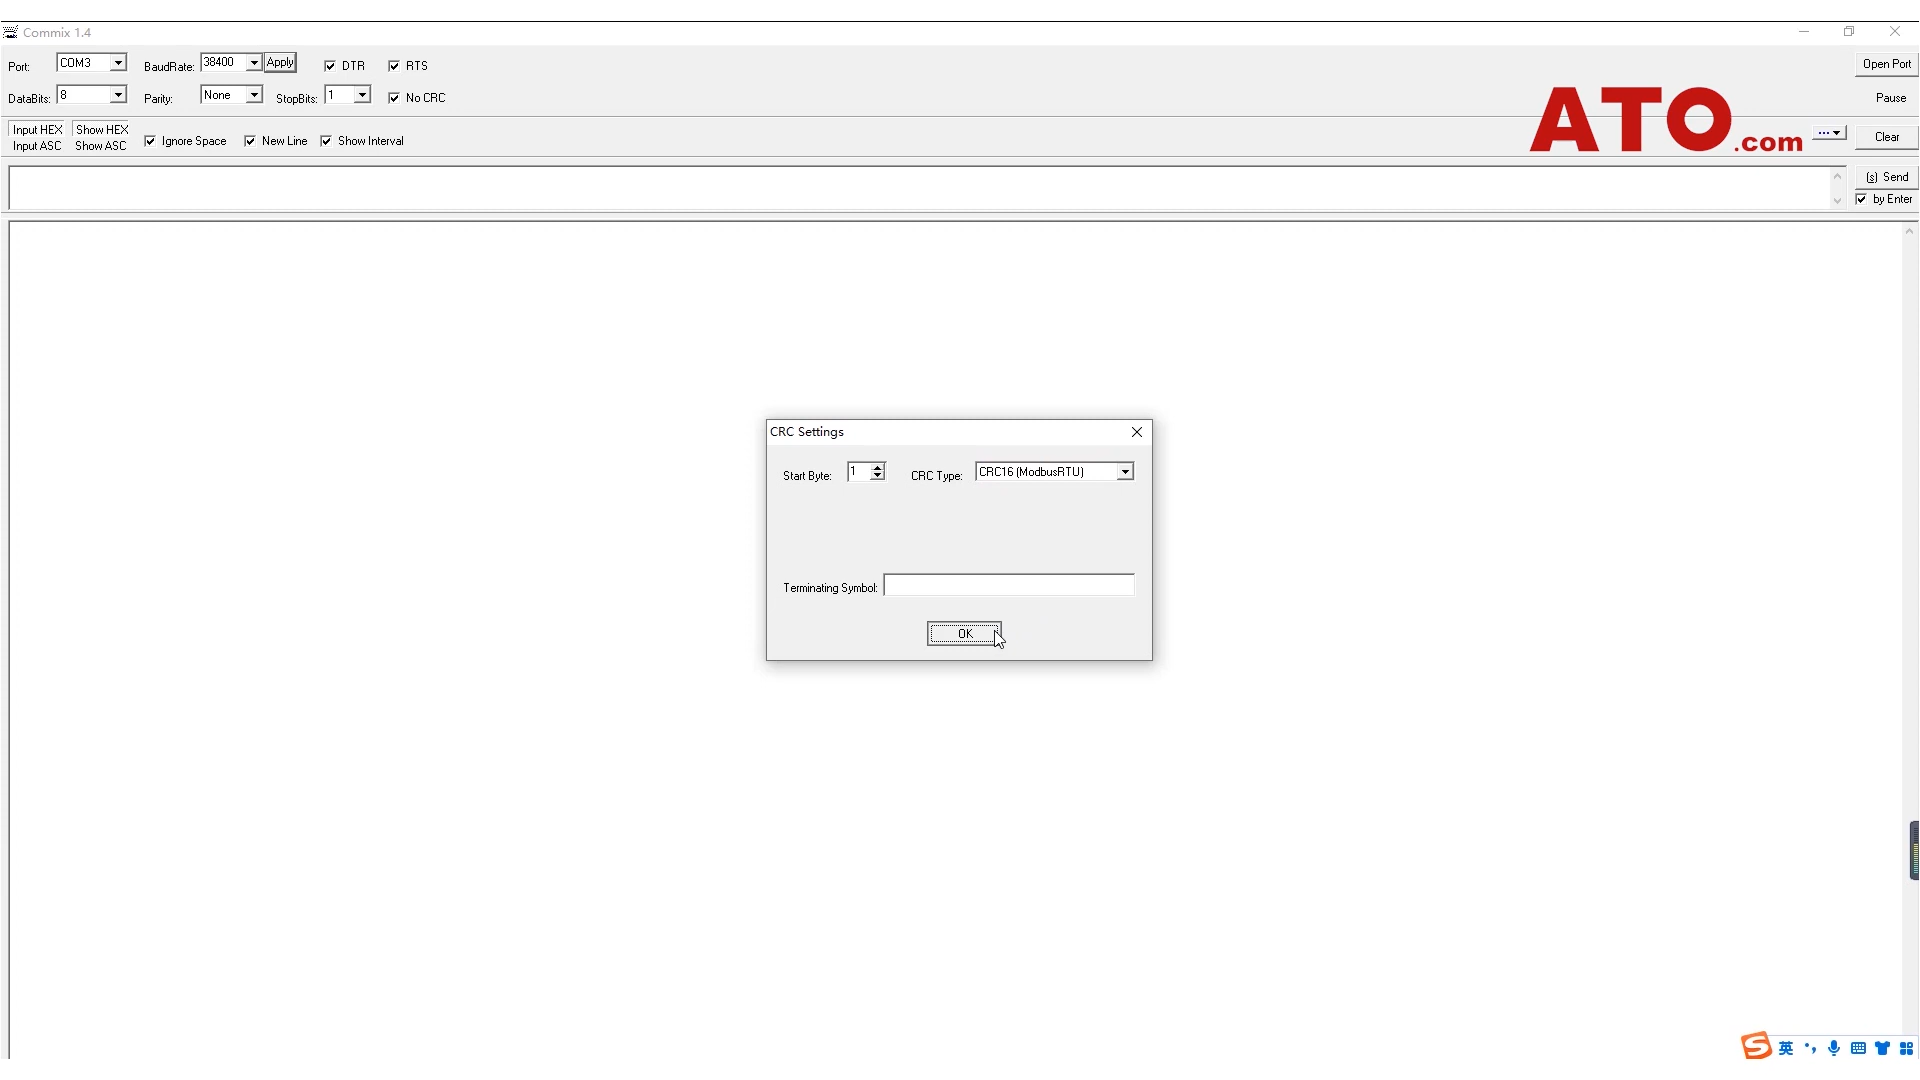 Commix 1.4
Port: COM3 BaudRate: 38400 Apply DTR RTS Open Port
DataBits: 8 Parity: None StopBits: 1 No CRC Pause
ATO.com
Input HEX Show HEX
Input ASC Show ASC Ignore Space New Line Show Interval ... Clear
(s) Send
by Enter
CRC Settings
Start Byte: 1 CRC Type: CRC16 (ModbusRTU)
Terminating Symbol:
OK
S 英